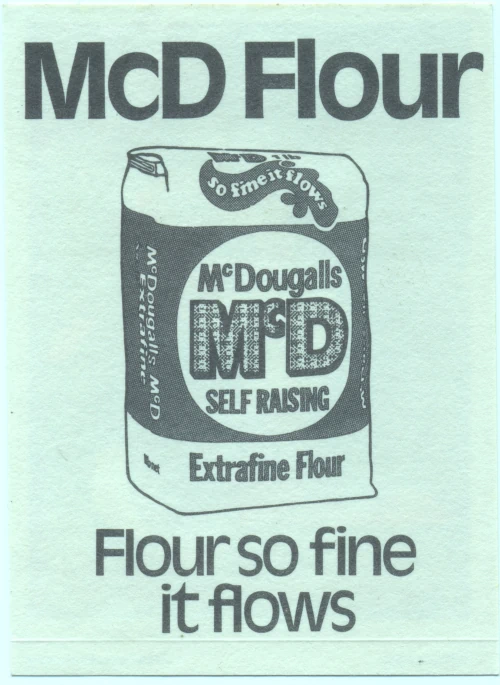 McD Flour
so fine it flows
McDougalls
McD
SELF RAISING
McDougalls McD
Extrafine
Extrafine Flour
Flour so fine
it flows